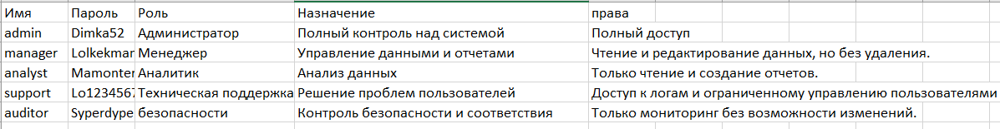 Имя Пароль Роль Назначение права
admin Dimka52 Администратор Полный контроль над системой Полный доступ
manager Lolkekmar Менеджер Управление данными и отчетами Чтение и редактирование данных, но без удаления.
analyst Mamonter Аналитик Анализ данных Только чтение и создание отчетов.
support Lo1234567 Техническая поддержка Решение проблем пользователей Доступ к логам и ограниченному управлению пользователями
auditor Syperdype безопасности Контроль безопасности и соответствия Только мониторинг без возможности изменений.